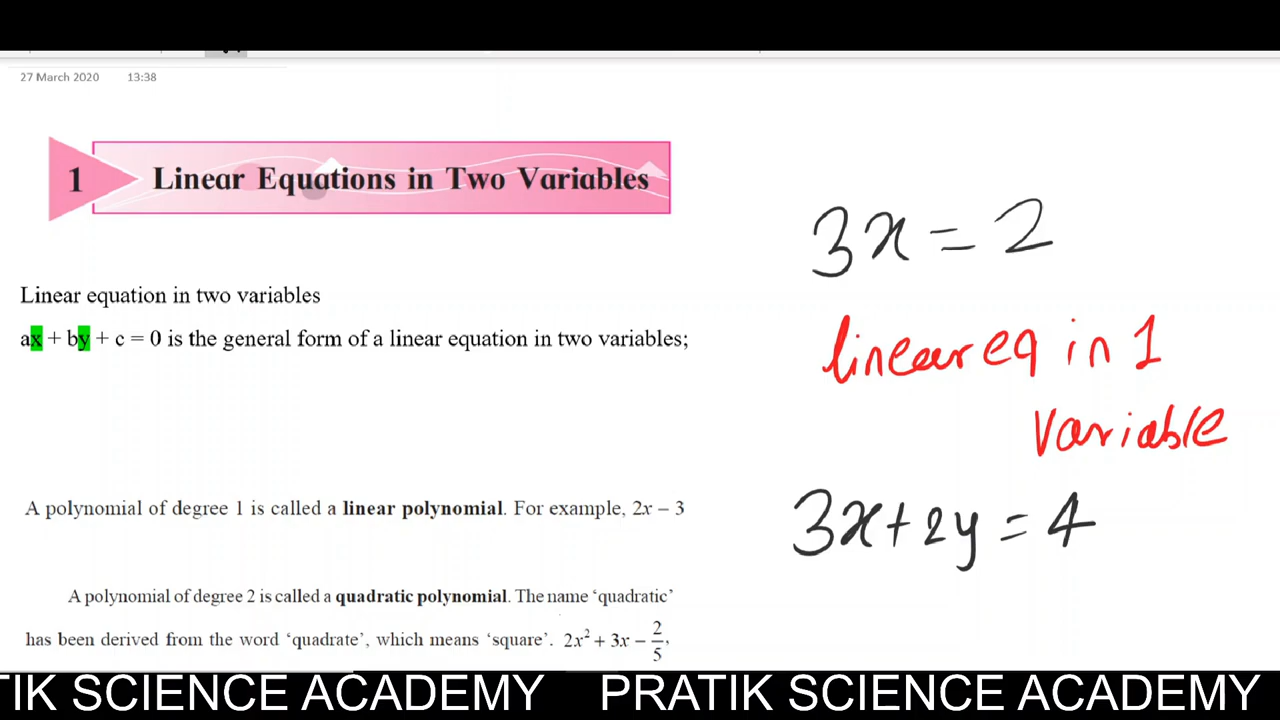 27 March 2020 13:38
1 Linear Equations in Two Variables
Linear equation in two variables
ax + by + c = 0 is the general form of a linear equation in two variables;
A polynomial of degree 1 is called a linear polynomial. For example, 2x – 3
A polynomial of degree 2 is called a quadratic polynomial. The name ‘quadratic’
has been derived from the word ‘quadrate’, which means ‘square’. 2x² + 3x – 2/5,
3x = 2
linear eq in 1
variable
3x+2y = 4
TIK SCIENCE ACADEMY PRATIK SCIENCE ACADEMY